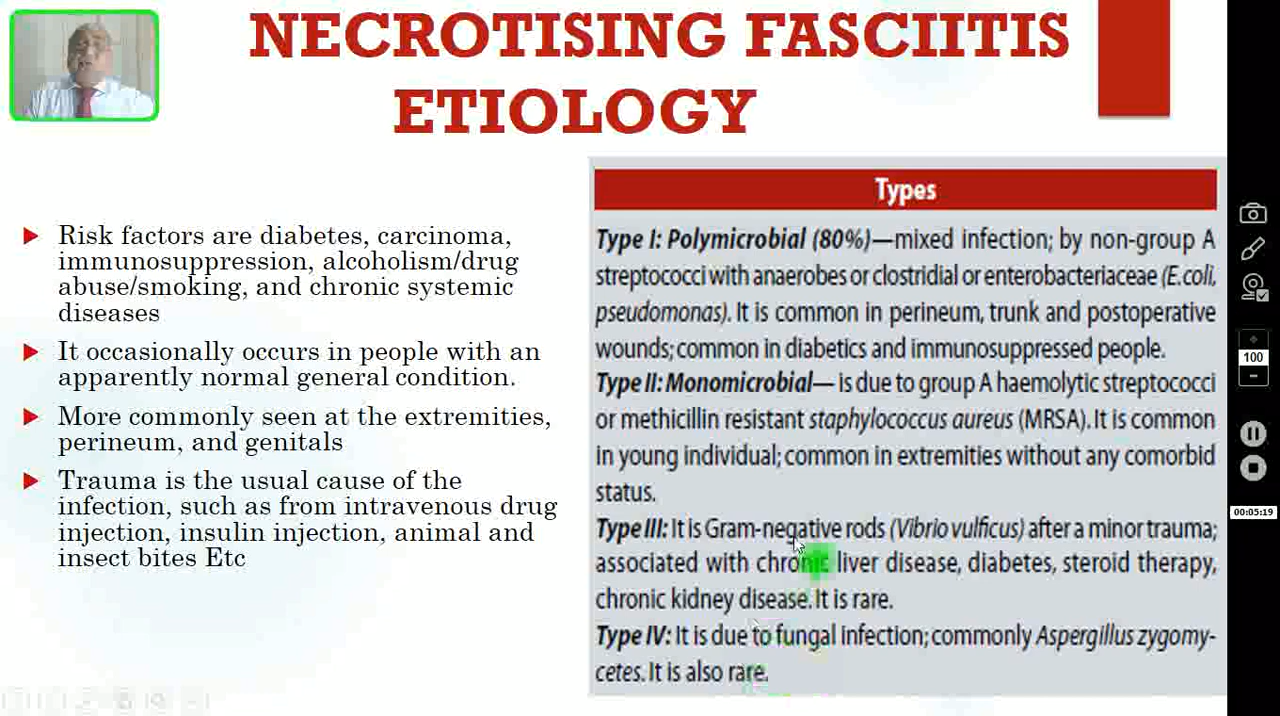 NECROTISING FASCIITIS
ETIOLOGY
Risk factors are diabetes, carcinoma,
immunosuppression, alcoholism/drug
abuse/smoking, and chronic systemic
diseases
It occasionally occurs in people with an
apparently normal general condition.
More commonly seen at the extremities,
perineum, and genitals
Trauma is the usual cause of the
infection, such as from intravenous drug
injection, insulin injection, animal and
insect bites Etc
Types
Type I: Polymicrobial (80%)—mixed infection; by non-group A
streptococci with anaerobes or clostridial or enterobacteriaceae (E.coli,
pseudomonas). It is common in perineum, trunk and postoperative
wounds; common in diabetics and immunosuppressed people.
Type II: Monomicrobial— is due to group A haemolytic streptococci
or methicillin resistant staphylococcus aureus (MRSA). It is common
in young individual; common in extremities without any comorbid
status.
Type III: It is Gram-negative rods (Vibrio vulficus) after a minor trauma;
associated with chronic liver disease, diabetes, steroid therapy,
chronic kidney disease. It is rare.
Type IV: It is due to fungal infection; commonly Aspergillus zygomy-
cetes. It is also rare.
100
00:05:19